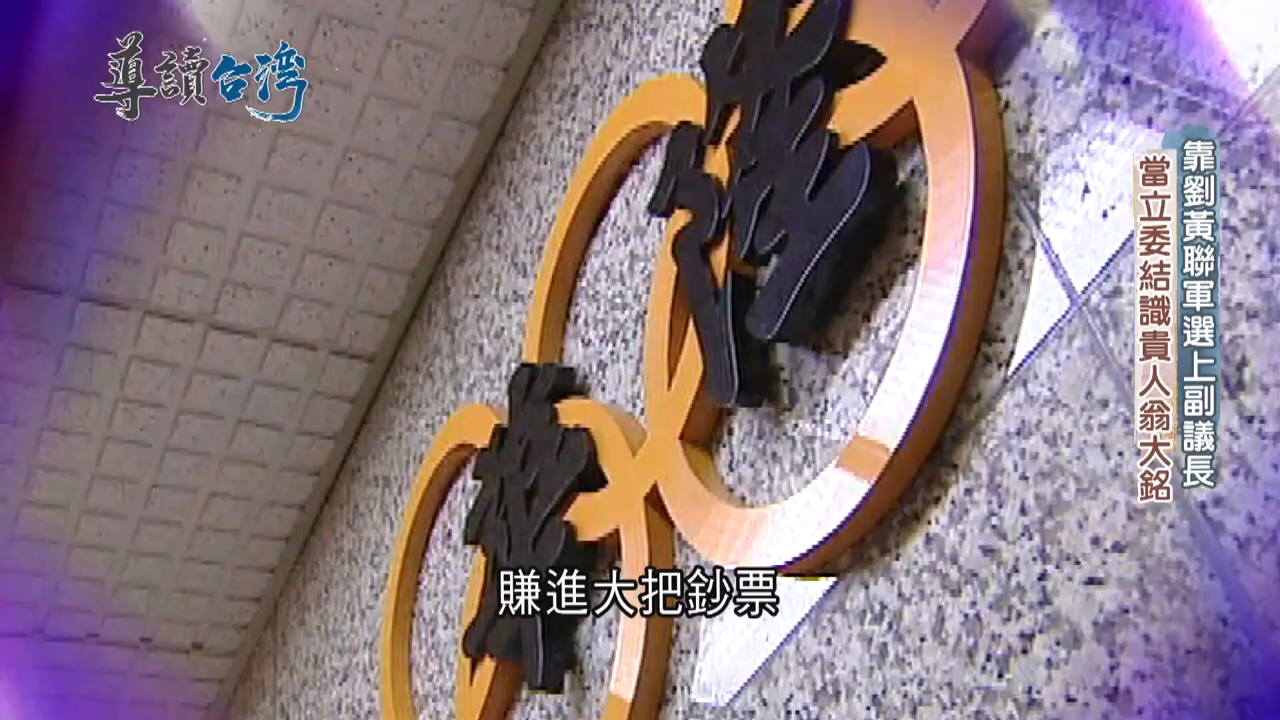 導讀台灣
靠劉黃聯軍選上副議長
當立委結識貴人翁大銘
賺進大把鈔票